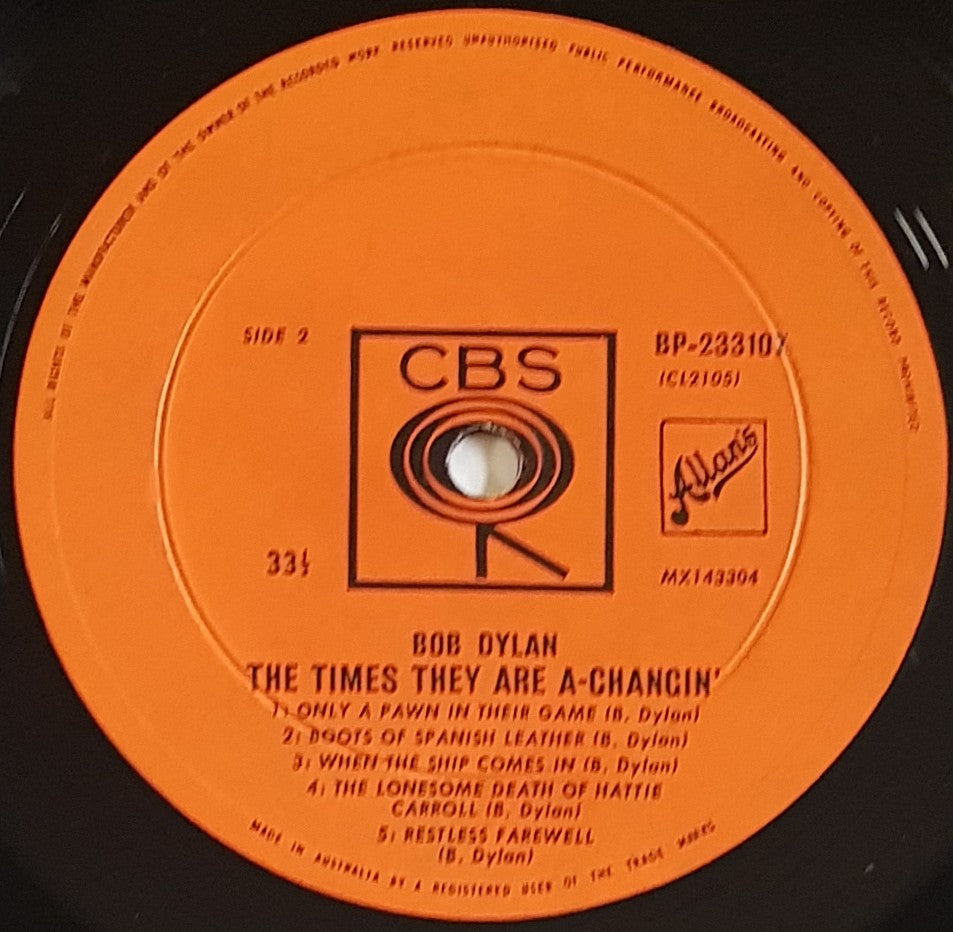 ALL RIGHTS OF THE MANUFACTURER AND OF THE OWNER OF THE RECORDED WORK RESERVED UNAUTHORISED PUBLIC PERFORMANCE BROADCASTING AND COPYING OF THIS RECORD PROHIBITED
SIDE 2
CBS
BP-233107
(CL2105)
Allan's
33⅓
MX143304
BOB DYLAN
THE TIMES THEY ARE A-CHANGIN'
1: ONLY A PAWN IN THEIR GAME (B. Dylan)
2: BOOTS OF SPANISH LEATHER (B. Dylan)
3: WHEN THE SHIP COMES IN (B. Dylan)
4: THE LONESOME DEATH OF HATTIE
CARROLL (B. Dylan)
5: RESTLESS FAREWELL
(B. Dylan)
MADE IN AUSTRALIA BY A REGISTERED USER OF THE TRADE MARKS